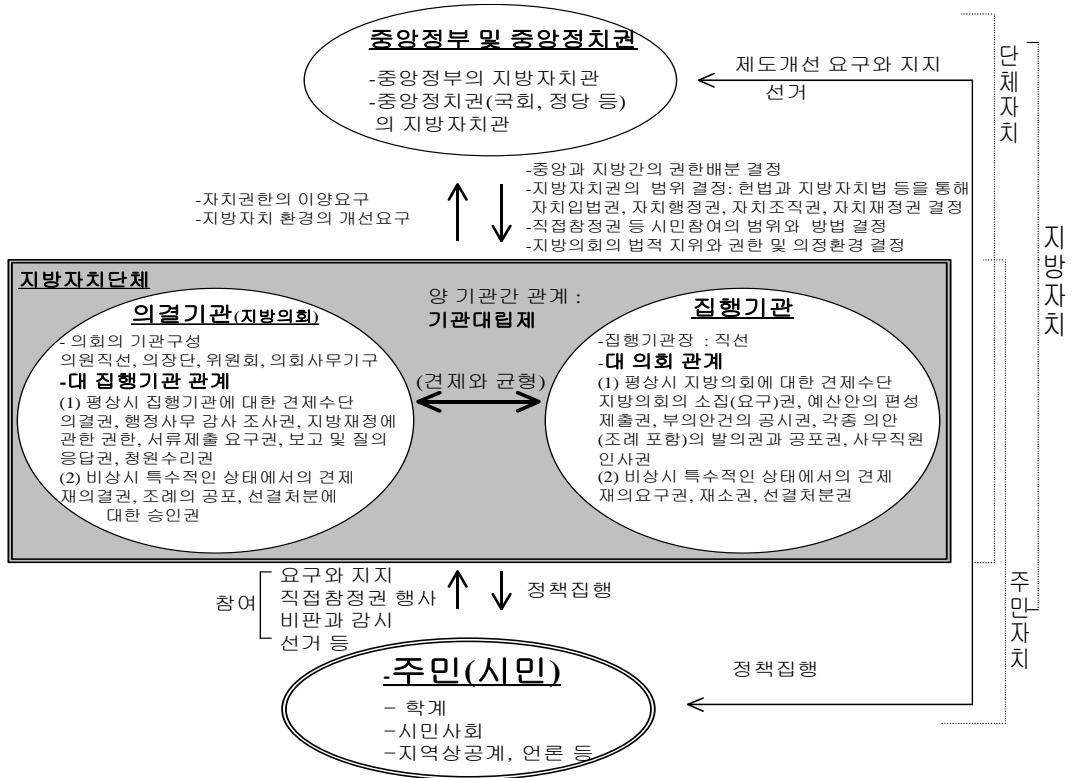 중앙정부 및 중앙정치권
-중앙정부의 지방자치관
-중앙정치권(국회, 정당 등)
의 지방자치관
제도개선 요구와 지지
선거
단체자치
-자치권한의 이양요구
-지방자치 환경의 개선요구
-중앙과 지방간의 권한배분 결정
-지방자치권의 범위 결정: 헌법과 지방자치법 등을 통해
자치입법권, 자치행정권, 자치조직권, 자치재정권 결정
-직접참정권 등 시민참여의 범위와 방법 결정
-지방의회의 법적 지위와 권한 및 의정환경 결정
지방자치
지방자치단체
의결기관(지방의회)
- 의회의 기관구성
의원직선, 의장단, 위원회, 의회사무기구
-대 집행기관 관계
(1) 평상시 집행기관에 대한 견제수단
의결권, 행정사무 감사 조사권, 지방재정에
관한 권한, 서류제출 요구권, 보고 및 질의
응답권, 청원수리권
(2) 비상시 특수적인 상태에서의 견제
재의결권, 조례의 공포, 선결처분에
대한 승인권
양 기관간 관계 :
기관대립제
(견제와 균형)
집행기관
-집행기관장 : 직선
-대 의회 관계
(1) 평상시 지방의회에 대한 견제수단
지방의회의 소집(요구)권, 예산안의 편성
제출권, 부의안건의 공시권, 각종 의안
(조례 포함)의 발의권과 공포권, 사무직원
인사권
(2) 비상시 특수적인 상태에서의 견제
재의요구권, 재소권, 선결처분권
참여
요구와 지지
직접참정권 행사
비판과 감시
선거 등
정책집행
주민자치
-주민(시민)
- 학계
-시민사회
-지역상공계, 언론 등
정책집행